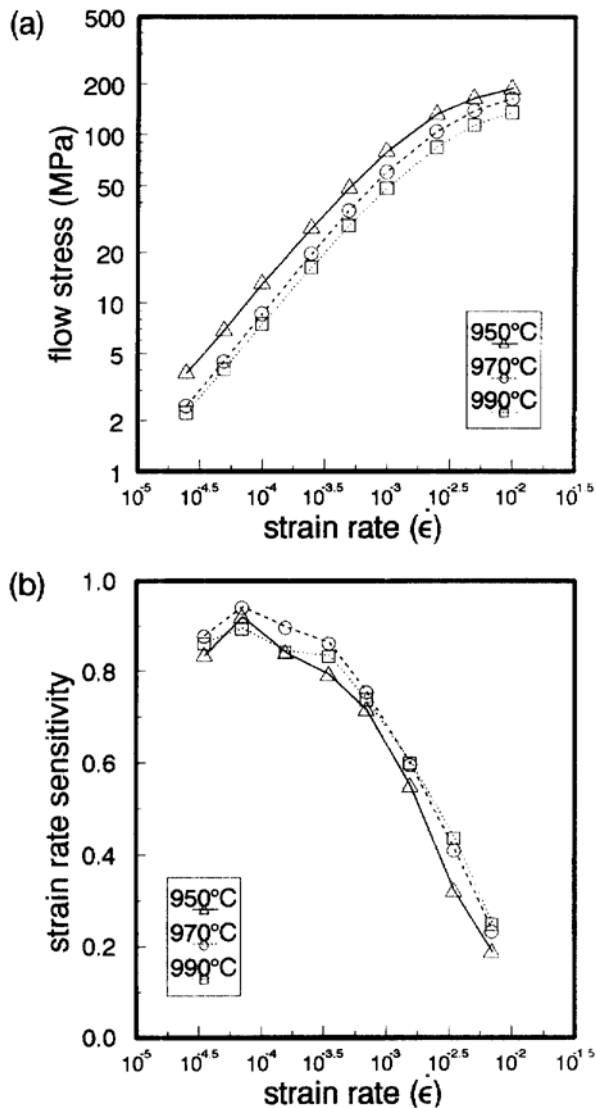 (a)
500
200
100
50
20
10
5
2
1
flow stress (MPa)
950°C
970°C
990°C
10-5 10-4.5 10-4 10-3.5 10-3 10-2.5 10-2 10-1.5
strain rate (ε̇)
(b)
1.0
0.8
0.6
0.4
0.2
0.0
strain rate sensitivity
950°C
970°C
990°C
10-5 10-4.5 10-4 10-3.5 10-3 10-2.5 10-2 10-1.5
strain rate (ε̇)